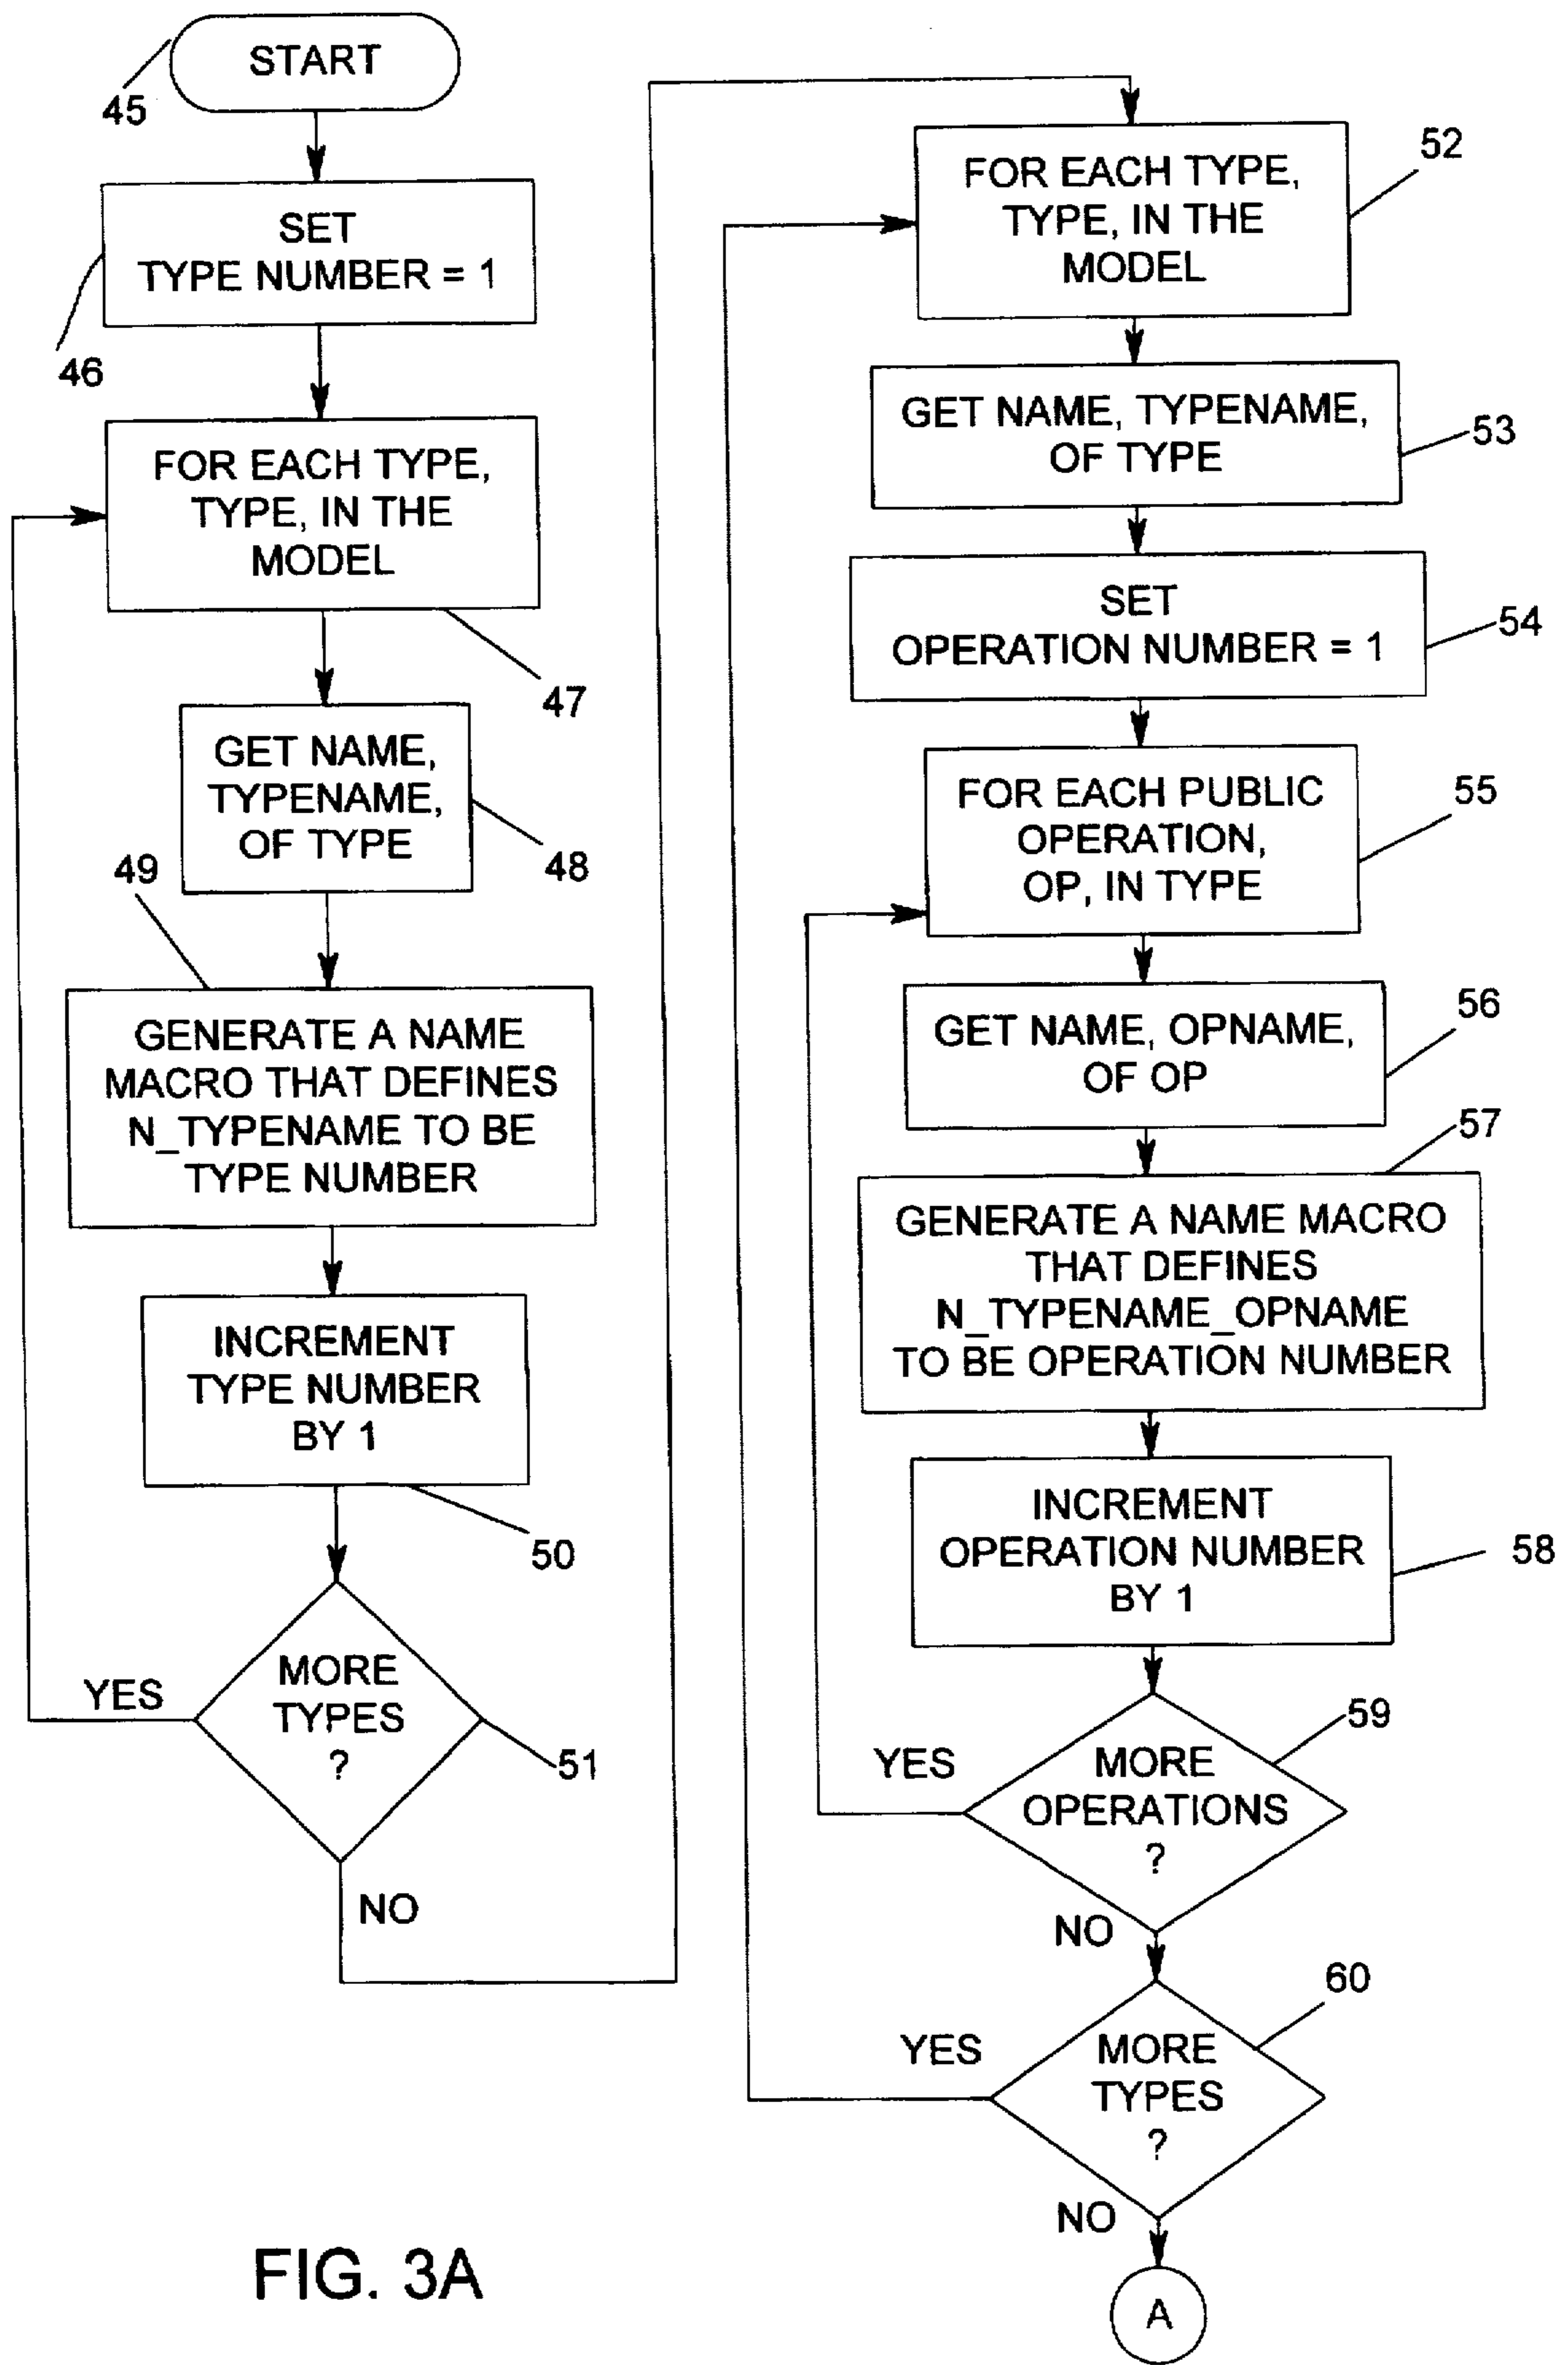 START
45
SET
TYPE NUMBER = 1
46
FOR EACH TYPE,
TYPE, IN THE
MODEL
47
GET NAME,
TYPENAME,
OF TYPE
48
49
GENERATE A NAME
MACRO THAT DEFINES
N_TYPENAME TO BE
TYPE NUMBER
INCREMENT
TYPE NUMBER
BY 1
50
MORE
TYPES
?
YES
51
NO
FOR EACH TYPE,
TYPE, IN THE
MODEL
52
GET NAME, TYPENAME,
OF TYPE
53
SET
OPERATION NUMBER = 1
54
FOR EACH PUBLIC
OPERATION,
OP, IN TYPE
55
GET NAME, OPNAME,
OF OP
56
57
GENERATE A NAME MACRO
THAT DEFINES
N_TYPENAME_OPNAME
TO BE OPERATION NUMBER
INCREMENT
OPERATION NUMBER
BY 1
58
59
YES
MORE
OPERATIONS
?
NO
60
YES
MORE
TYPES
?
NO
A
FIG. 3A